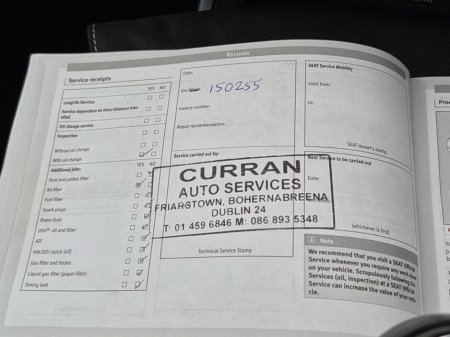 Records
Service receipts
YES NO
LongLife Service:
Service dependent on time/distance travelled
Oil change service
Inspection
Without oil change
With oil change
Additional jobs: YES NO
Dust and pollen filter
Air filter
Fuel filter
Spark plugs
Brake fluid
DSG® oil and filter
ATF
HALDEX clutch (oil)
Gas filter and hoses
Liquid gas filter (paper filter)
Timing belt
Date:
150255
Invoice number:
Repair recommendation:
Service carried out by:
CURRAN
AUTO SERVICES
FRIARSTOWN, BOHERNABREENA
DUBLIN 24
T: 01 459 6846 M: 086 893 5348
Technical Service Stamp
SEAT Service Mobility
Valid from:
to:
SEAT dealer's stamp
Next Service to be carried out
Date:
(whichever is first)
Note
We recommend that you visit a SEAT Official
Service whenever you require any work done
on your vehicle. Scrupulously following the
Services (oil, inspection) at a SEAT Official
Service can increase the value of your vehi-
cle.